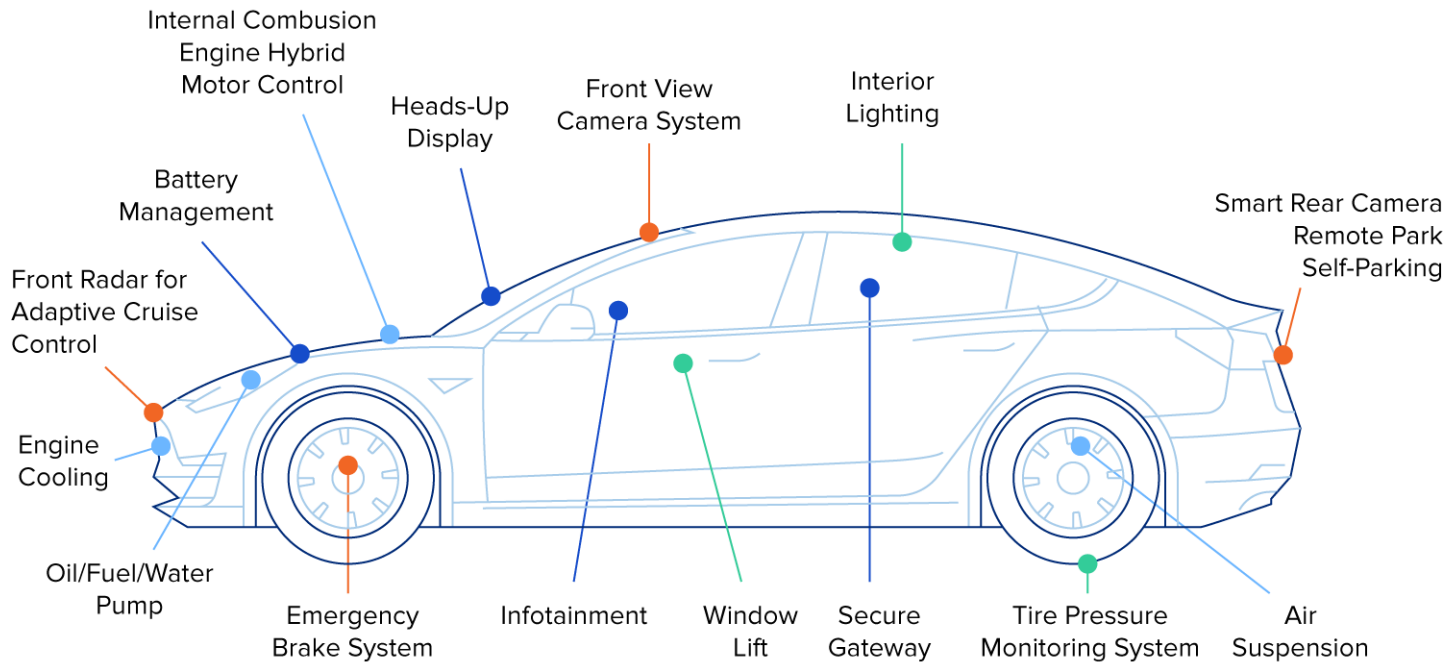 Internal Combusion
Engine Hybrid
Motor Control
Heads-Up
Display
Front View
Camera System
Interior
Lighting
Battery
Management
Smart Rear Camera
Remote Park
Self-Parking
Front Radar for
Adaptive Cruise
Control
Engine
Cooling
Oil/Fuel/Water
Pump
Emergency
Brake System
Infotainment
Window
Lift
Secure
Gateway
Tire Pressure
Monitoring System
Air
Suspension